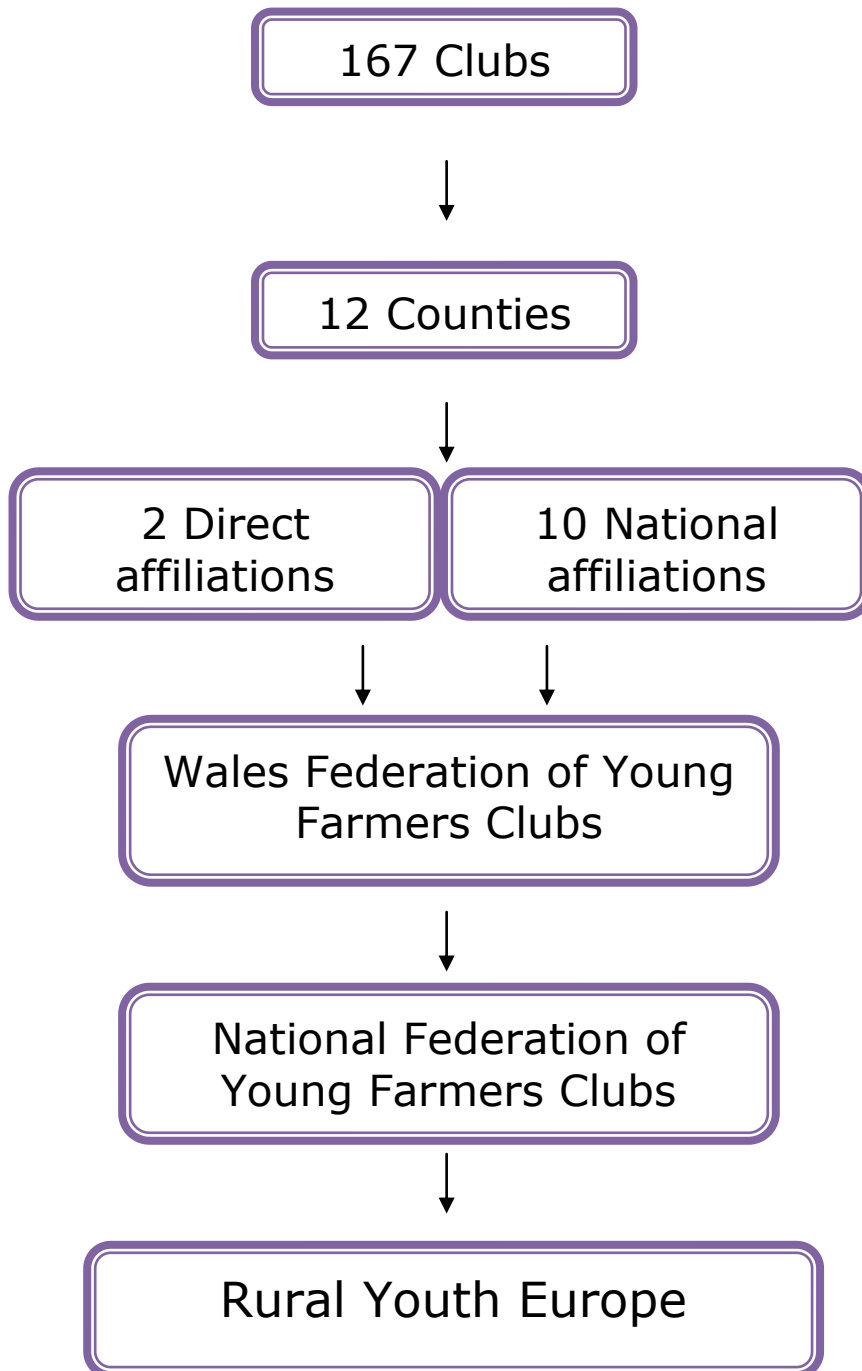 167 Clubs
12 Counties
2 Direct
affiliations
10 National
affiliations
Wales Federation of Young
Farmers Clubs
National Federation of
Young Farmers Clubs
Rural Youth Europe